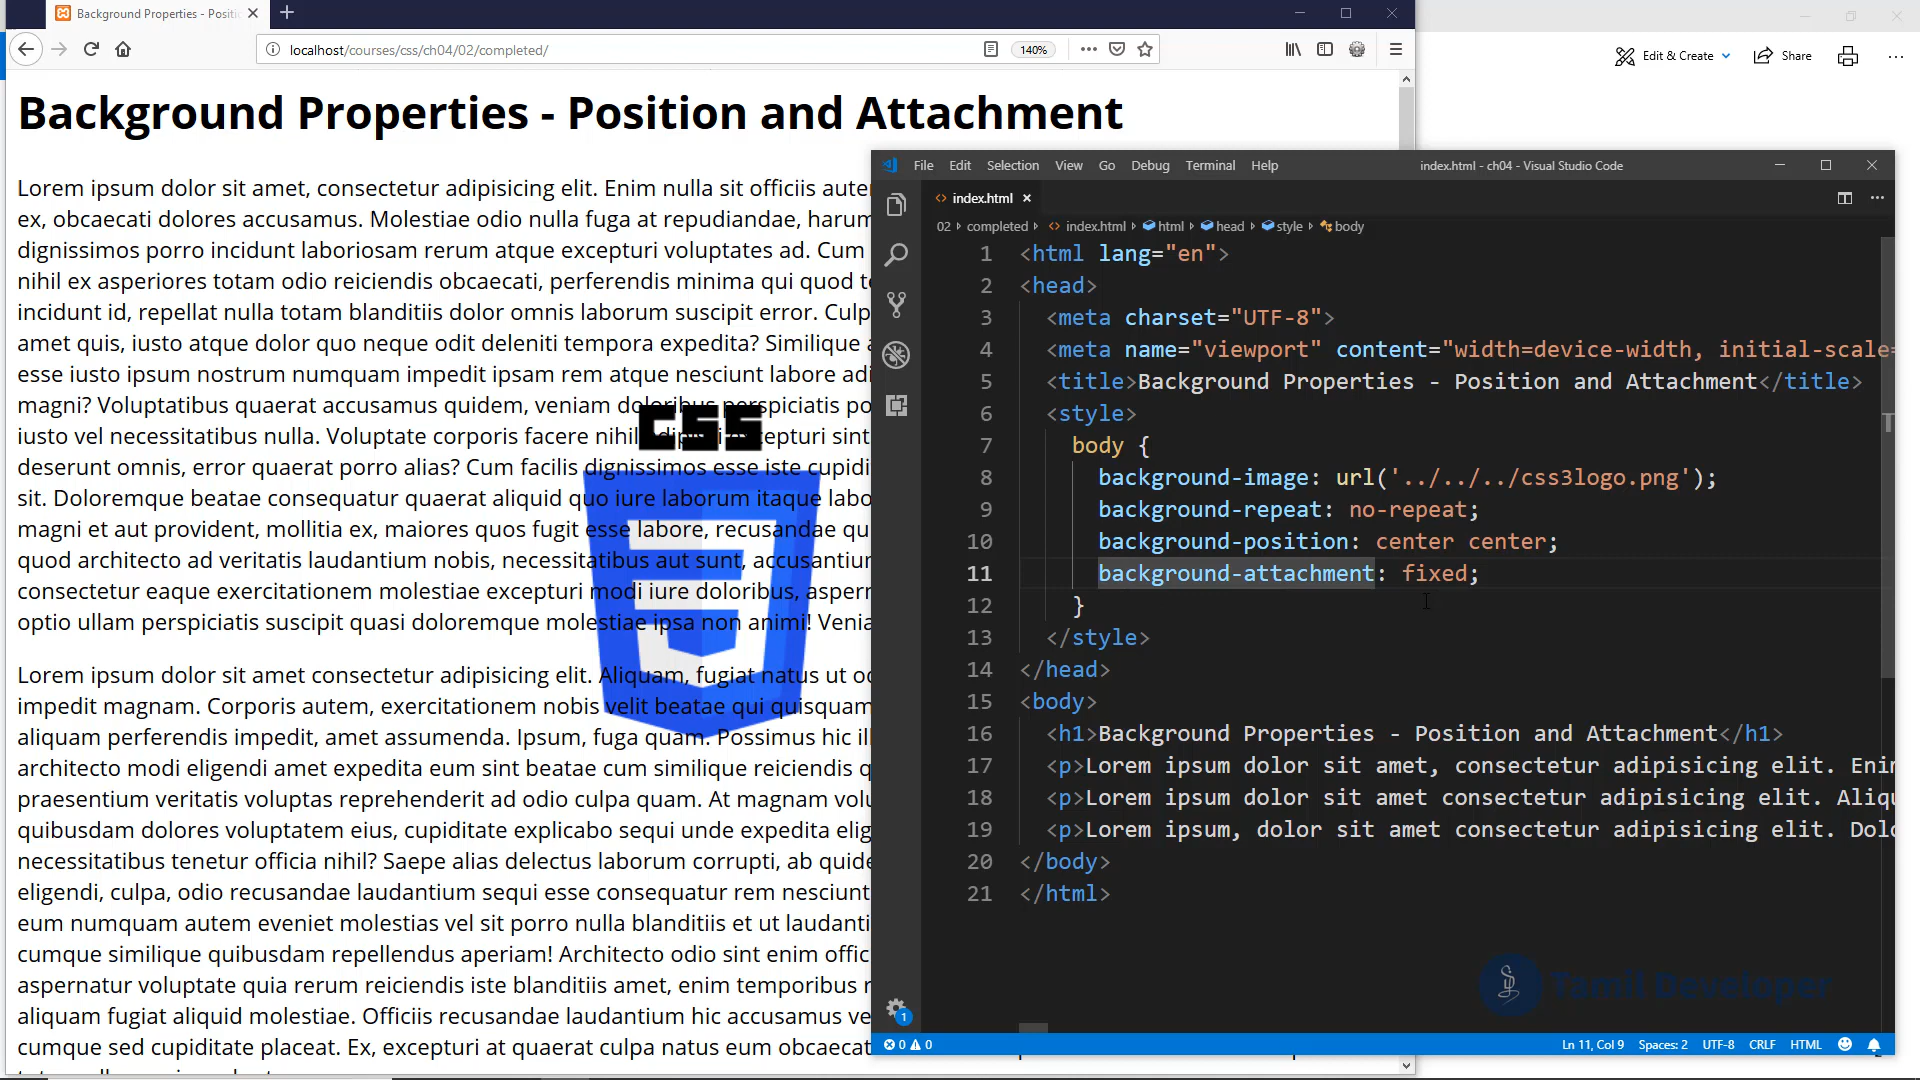 Background Properties - Positio
localhost/courses/css/ch04/02/completed/
140%
Edit & Create
Share
Background Properties - Position and Attachment
Lorem ipsum dolor sit amet, consectetur adipisicing elit. Enim nulla sit officiis
ex, obcaecati dolores accusamus. Molestiae odio nulla fuga at repudiandae, harum
dignissimos porro incidunt laboriosam rerum atque excepturi voluptates ad. Cum
nihil ex asperiores totam odio reiciendis obcaecati, perferendis minima qui quod
incidunt id, repellat nulla totam blanditiis dolor omnis laborum suscipit error.
amet quis, iusto atque dolor quo neque odit deleniti tempora expedita? Similique
esse iusto ipsum nostrum numquam impedit ipsam rem atque nesciunt labore
magni? Voluptatibus quaerat accusamus quidem, veniam doloribus perspiciatis
iusto vel necessitatibus nulla. Voluptate corporis facere nihil adipisci excepturi sint
deserunt omnis, error quaerat porro alias? Cum facilis dignissimos esse iste
sit. Doloremque beatae consequatur quaerat aliquid quo iure laborum itaque
magni et aut provident, mollitia ex, maiores quos fugit esse labore, recusandae
quod architecto ad veritatis laudantium nobis, necessitatibus aut sunt,
consectetur eaque exercitationem molestiae excepturi modi iure doloribus,
optio ullam perspiciatis suscipit quasi doloremque molestiae ipsa non animi!
CSS
Lorem ipsum dolor sit amet consectetur adipisicing elit. Aliquam, fugiat natus ut
impedit magnam. Corporis autem, exercitationem nobis velit beatae qui quisquam
aliquam perferendis impedit, amet assumenda. Ipsum, fuga quam. Possimus hic
architecto modi eligendi amet expedita eum sint beatae cum similique reiciendis
praesentium veritatis voluptas reprehenderit ad odio culpa quam. At magnam
quibusdam dolores voluptatem eius, cupiditate explicabo sequi unde expedita
necessitatibus tenetur officia nihil? Saepe alias delectus laborum corrupti, ab
eligendi, culpa, odio recusandae laudantium sequi esse consequatur rem nesciunt
eum numquam autem eveniet molestias vel sit porro nulla blanditiis et ut
cumque similique quibusdam repellendus aperiam! Architecto odio sint enim
aspernatur voluptate quia rerum reiciendis iste blanditiis amet, enim temporibus
aliquam fugiat aliquid molestiae. Officiis recusandae laudantium hic accusamus
cumque sed cupiditate placeat. Ex, excepturi at quaerat culpa natus eum
File Edit Selection View Go Debug Terminal Help
index.html - ch04 - Visual Studio Code
index.html
02 completed index.html html head style body
1 <html lang="en">
2 <head>
3 <meta charset="UTF-8">
4 <meta name="viewport" content="width=device-width, initial-scale=
5 <title>Background Properties - Position and Attachment</title>
6 <style>
7 body {
8 background-image: url('../../../css3logo.png');
9 background-repeat: no-repeat;
10 background-position: center center;
11 background-attachment: fixed;
12 }
13 </style>
14 </head>
15 <body>
16 <h1>Background Properties - Position and Attachment</h1>
17 <p>Lorem ipsum dolor sit amet, consectetur adipisicing elit. Enim
18 <p>Lorem ipsum dolor sit amet consectetur adipisicing elit. Aliqu
19 <p>Lorem ipsum, dolor sit amet consectetur adipisicing elit. Dolo
20 </body>
21 </html>
Tamil Developer
1
0 0
Ln 11, Col 9 Spaces: 2 UTF-8 CRLF HTML